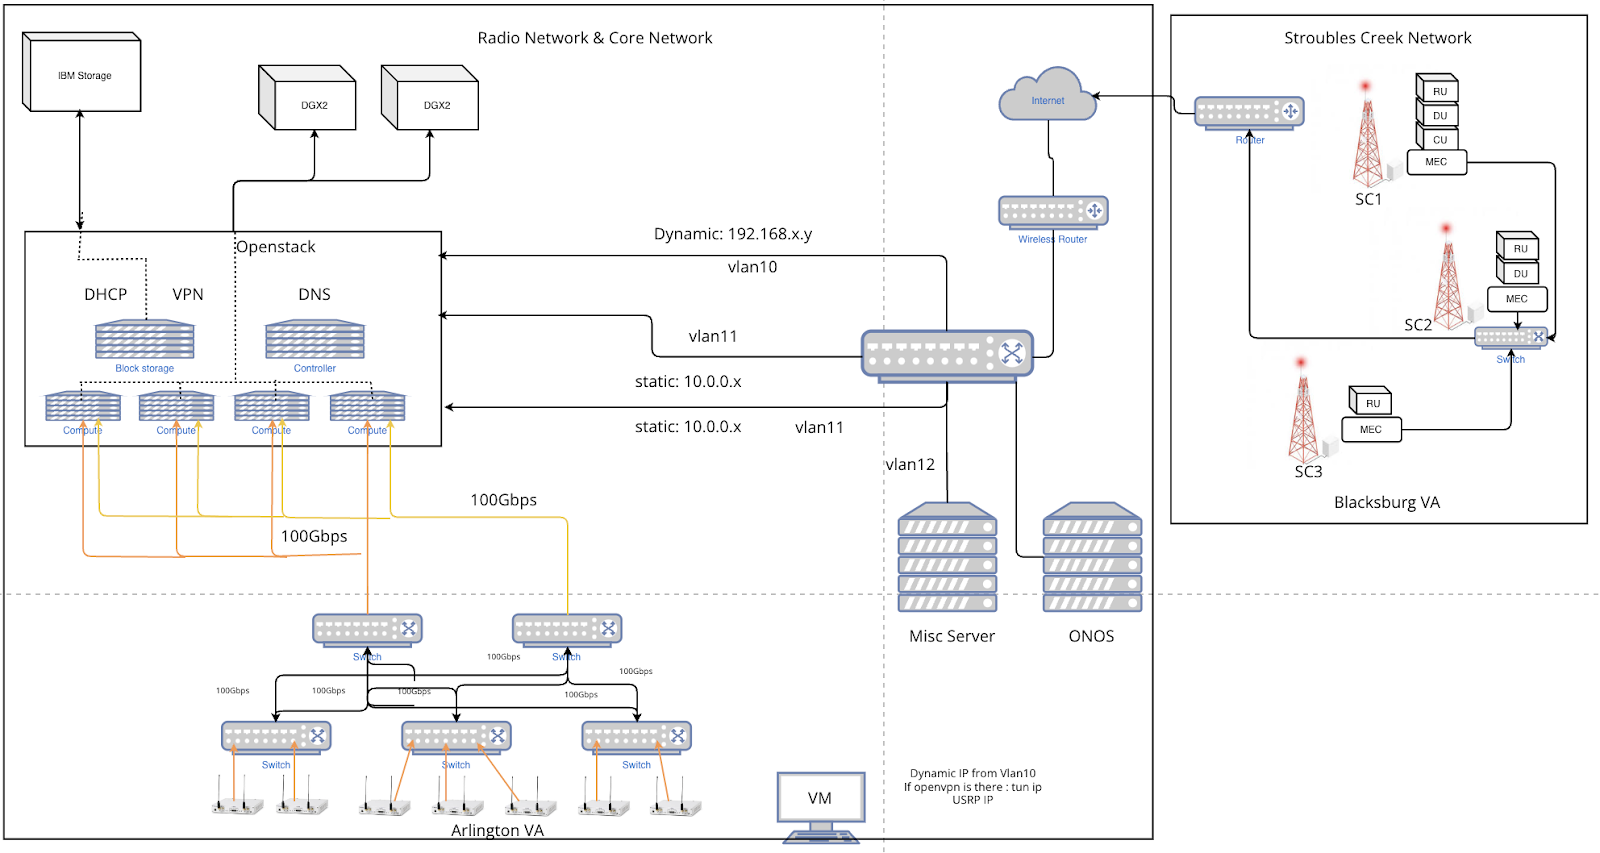 Radio Network & Core Network
IBM Storage
DGX2
DGX2
Openstack
DHCP
VPN
DNS
Block storage
Controller
Compute
Compute
Compute
Compute
Dynamic: 192.168.x.y
vlan10
vlan11
static: 10.0.0.x
static: 10.0.0.x
vlan11
vlan12
Internet
Wireless Router
Misc Server
ONOS
100Gbps
100Gbps
Switch
Switch
100Gbps
100Gbps
100Gbps
100Gbps
100Gbps
100Gbps
Switch
Switch
Switch
Arlington VA
VM
Dynamic IP from Vlan10
If openvpn is there : tun ip
USRP IP
Stroubles Creek Network
Router
RU
DU
CU
MEC
SC1
RU
DU
MEC
SC2
Switch
RU
MEC
SC3
Blacksburg VA